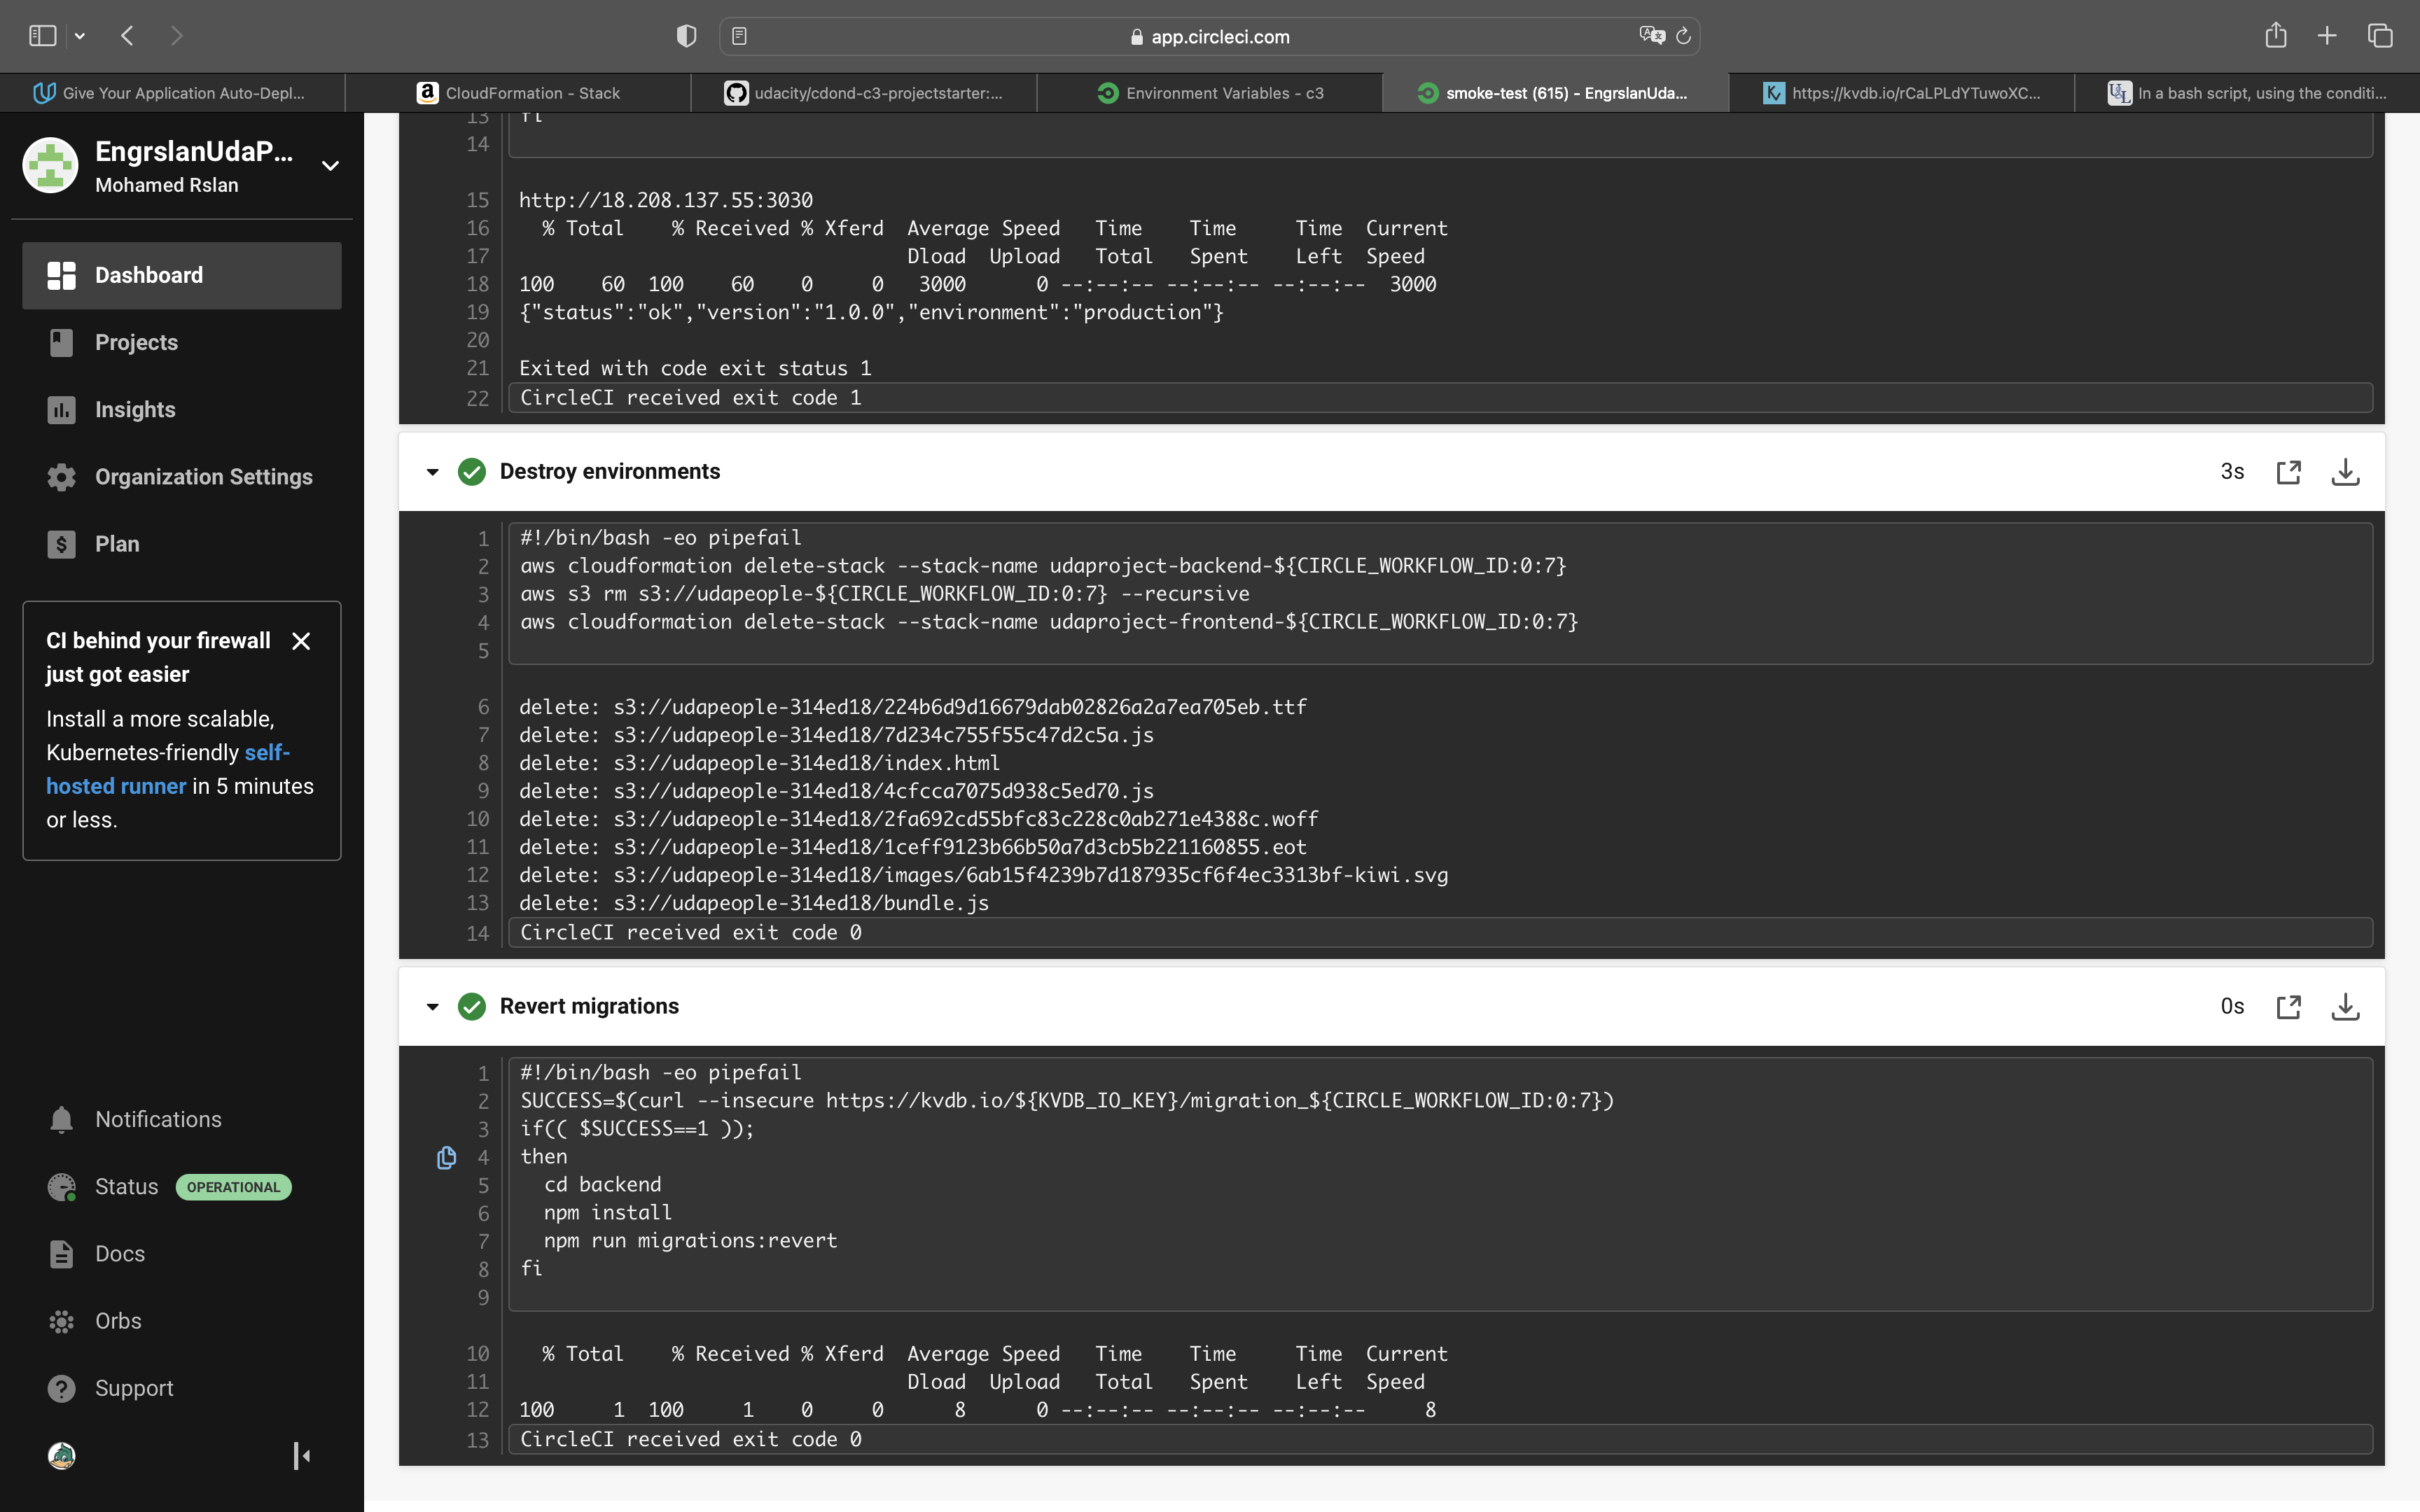 app.circleci.com
Give Your Application Auto-Depl...
CloudFormation - Stack
udacity/cdond-c3-projectstarter:...
Environment Variables - c3
smoke-test (615) - EngrslanUda...
https://kvdb.io/rCaLPLdYTuwoXC...
In a bash script, using the conditi...
EngrslanUdaP...
Mohamed Rslan
Dashboard
Projects
Insights
Organization Settings
Plan
CI behind your firewall
just got easier
Install a more scalable,
Kubernetes-friendly self-
hosted runner in 5 minutes
or less.
Notifications
Status OPERATIONAL
Docs
Orbs
Support
13 fi
14
15 http://18.208.137.55:3030
16 % Total % Received % Xferd Average Speed Time Time Time Current
17 Dload Upload Total Spent Left Speed
18 100 60 100 60 0 0 3000 0 --:--:-- --:--:-- --:--:-- 3000
19 {"status":"ok","version":"1.0.0","environment":"production"}
20
21 Exited with code exit status 1
22 CircleCI received exit code 1
Destroy environments 3s
1 #!/bin/bash -eo pipefail
2 aws cloudformation delete-stack --stack-name udaproject-backend-${CIRCLE_WORKFLOW_ID:0:7}
3 aws s3 rm s3://udapeople-${CIRCLE_WORKFLOW_ID:0:7} --recursive
4 aws cloudformation delete-stack --stack-name udaproject-frontend-${CIRCLE_WORKFLOW_ID:0:7}
5
6 delete: s3://udapeople-314ed18/224b6d9d16679dab02826a2a7ea705eb.ttf
7 delete: s3://udapeople-314ed18/7d234c755f55c47d2c5a.js
8 delete: s3://udapeople-314ed18/index.html
9 delete: s3://udapeople-314ed18/4cfcca7075d938c5ed70.js
10 delete: s3://udapeople-314ed18/2fa692cd55bfc83c228c0ab271e4388c.woff
11 delete: s3://udapeople-314ed18/1ceff9123b66b50a7d3cb5b221160855.eot
12 delete: s3://udapeople-314ed18/images/6ab15f4239b7d187935cf6f4ec3313bf-kiwi.svg
13 delete: s3://udapeople-314ed18/bundle.js
14 CircleCI received exit code 0
Revert migrations 0s
1 #!/bin/bash -eo pipefail
2 SUCCESS=$(curl --insecure https://kvdb.io/${KVDB_IO_KEY}/migration_${CIRCLE_WORKFLOW_ID:0:7})
3 if(( $SUCCESS==1 ));
4 then
5 cd backend
6 npm install
7 npm run migrations:revert
8 fi
9
10 % Total % Received % Xferd Average Speed Time Time Time Current
11 Dload Upload Total Spent Left Speed
12 100 1 100 1 0 0 8 0 --:--:-- --:--:-- --:--:-- 8
13 CircleCI received exit code 0